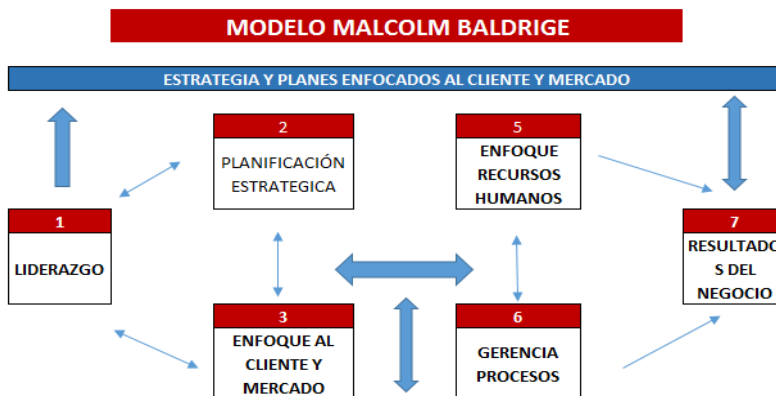 MODELO MALCOLM BALDRIGE
ESTRATEGIA Y PLANES ENFOCADOS AL CLIENTE Y MERCADO
2
PLANIFICACIÓN
ESTRATEGICA
5
ENFOQUE
RECURSOS
HUMANOS
1
LIDERAZGO
7
RESULTADO
S DEL
NEGOCIO
3
ENFOQUE AL
CLIENTE Y
MERCADO
6
GERENCIA
PROCESOS